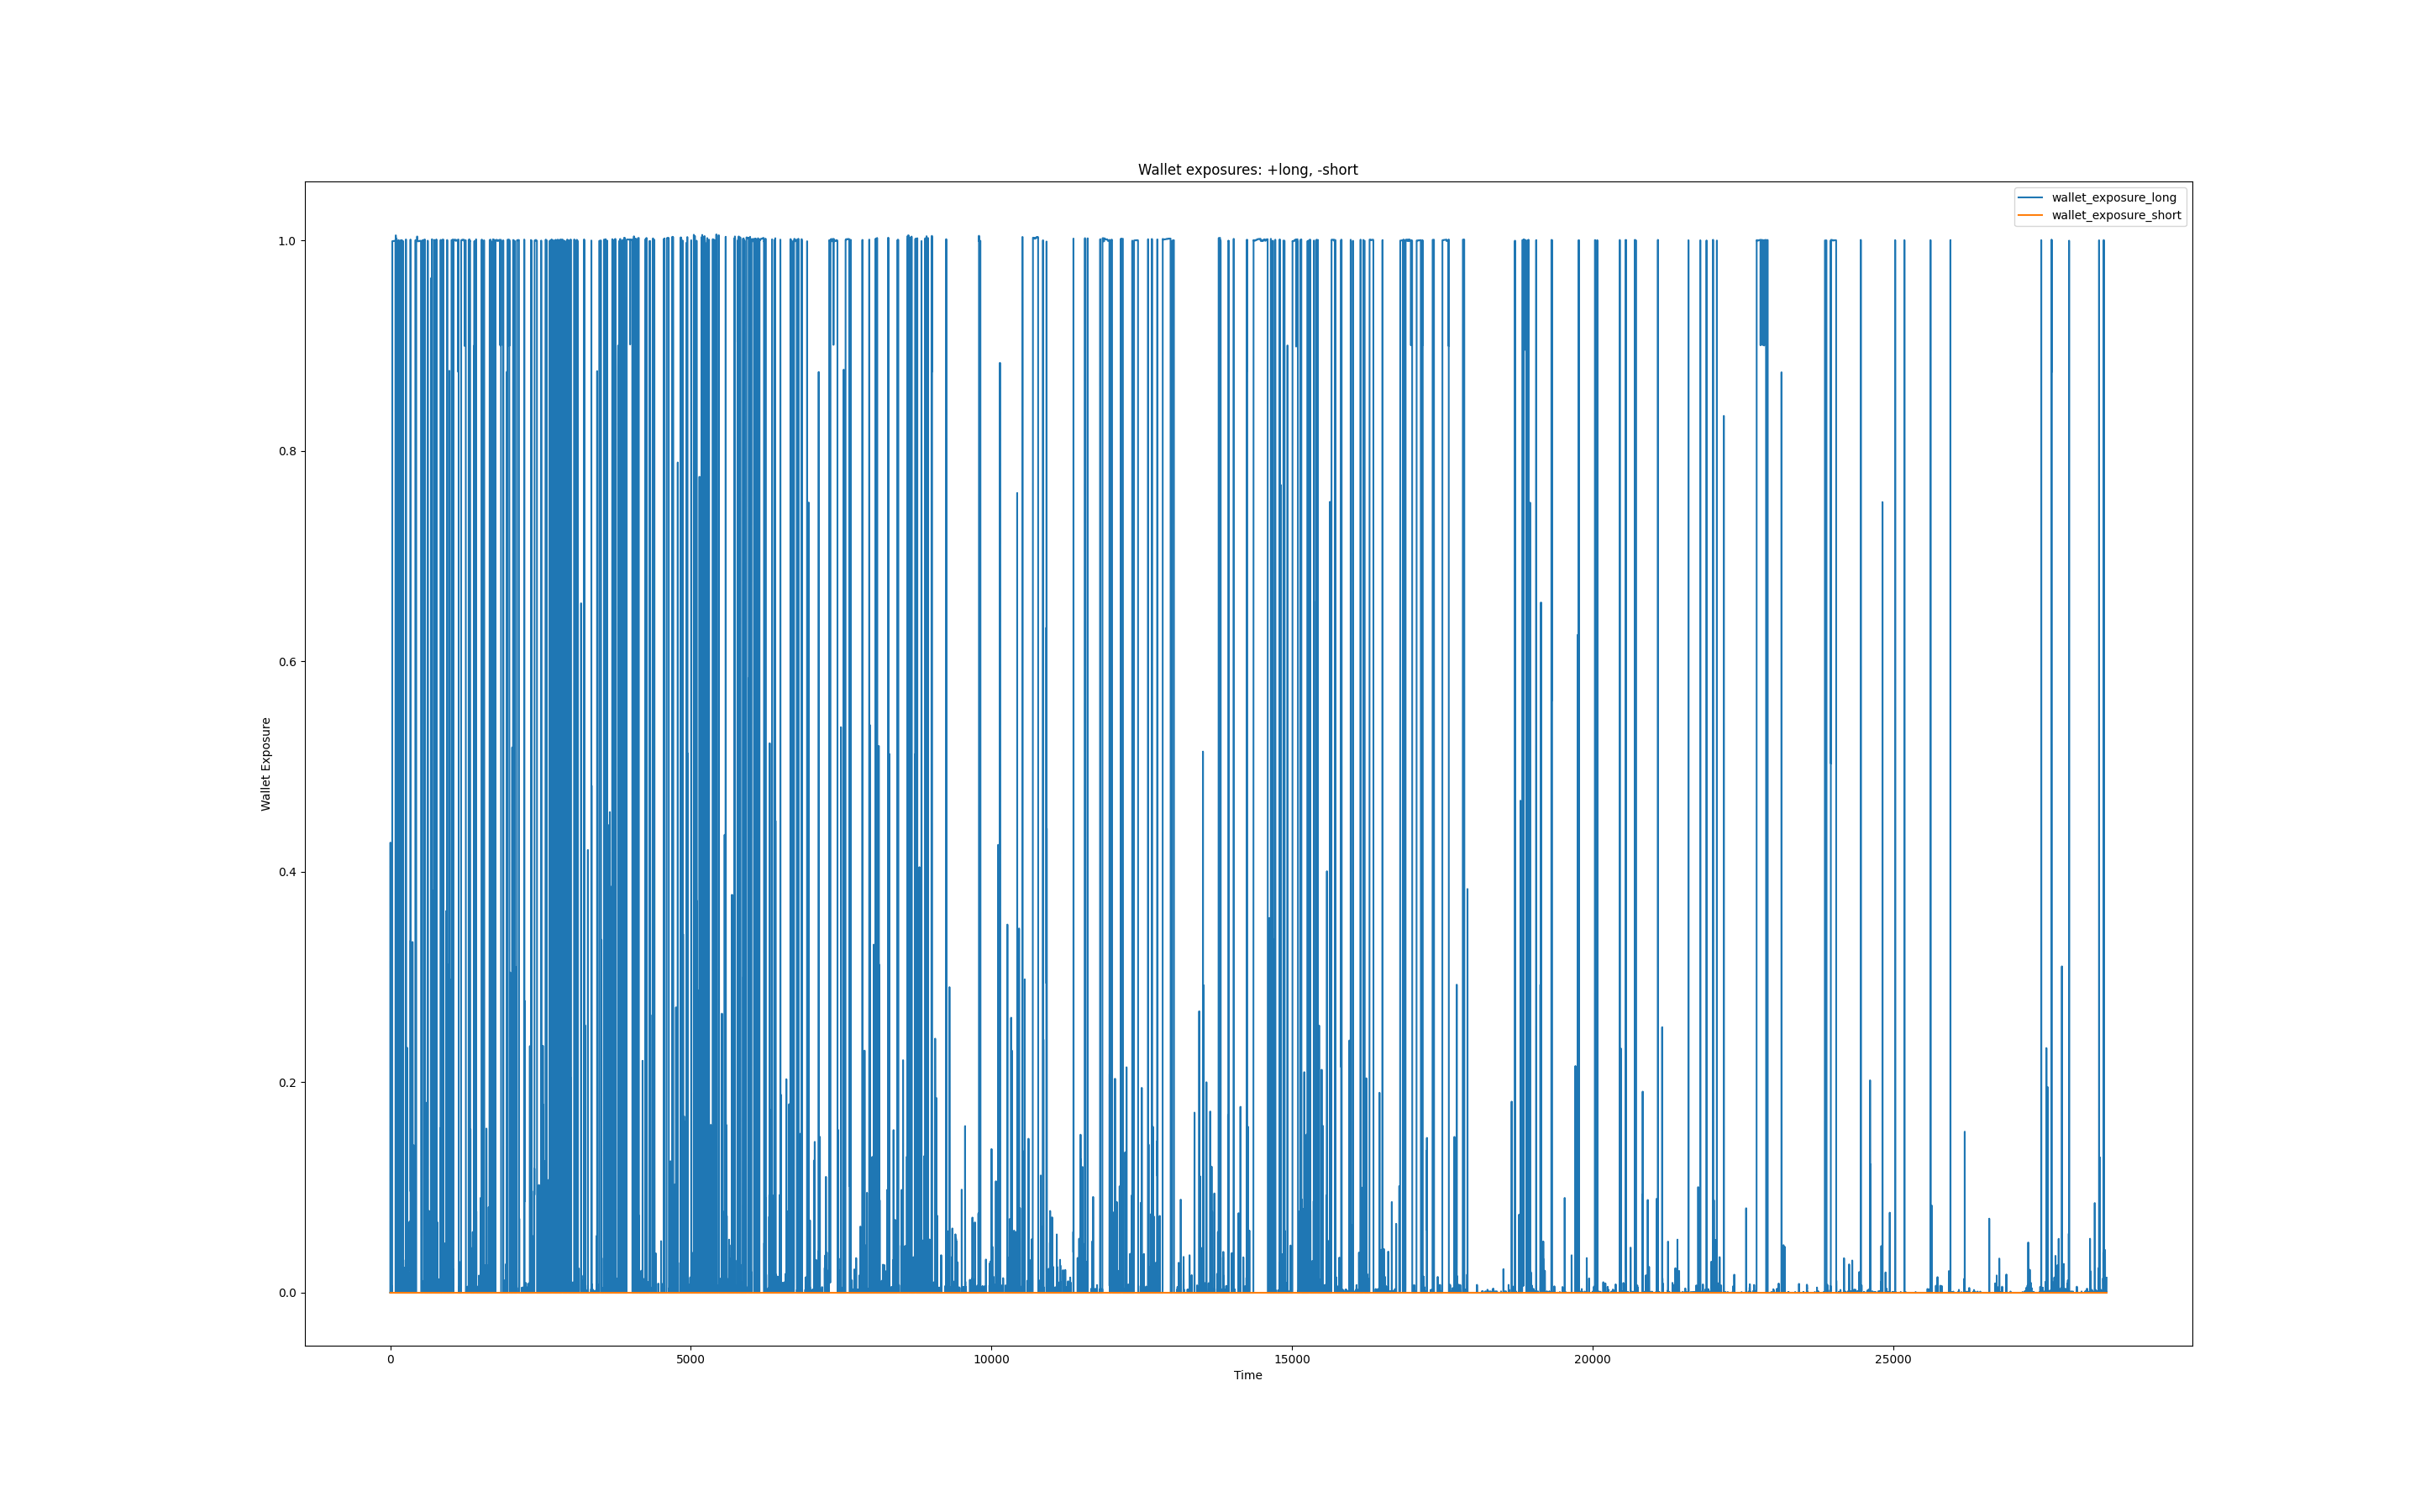 Wallet exposures: +long, -short
wallet_exposure_long
wallet_exposure_short
1.0
0.8
0.6
0.4
0.2
0.0
Wallet Exposure
0 5000 10000 15000 20000 25000
Time